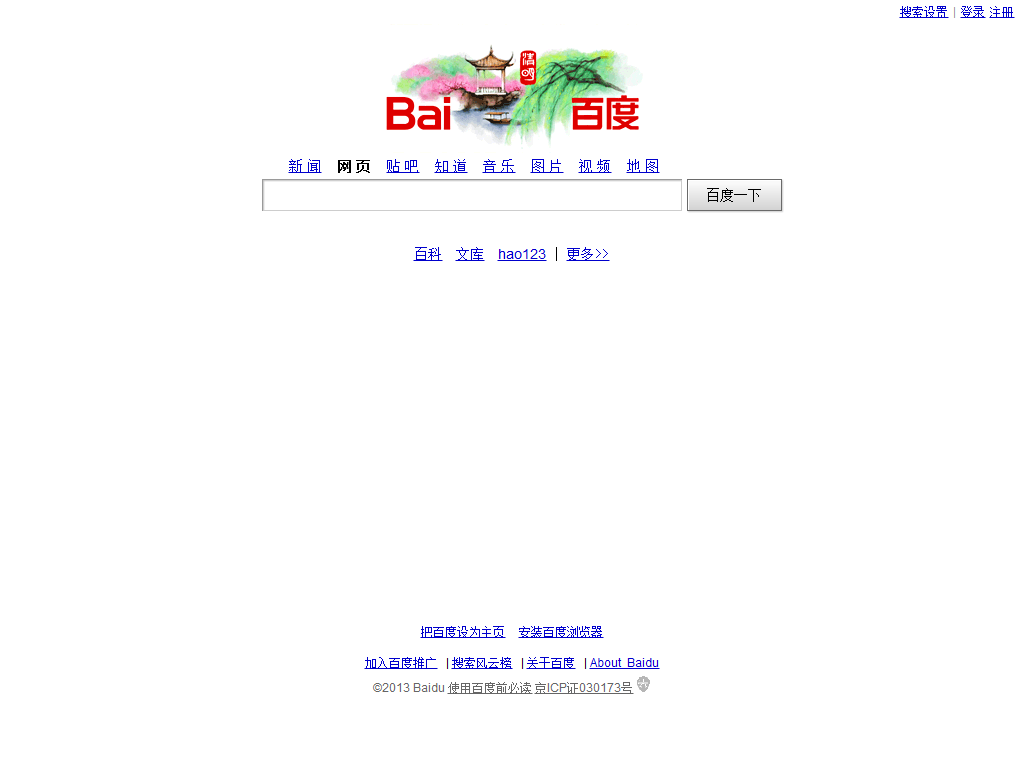 搜索设置 | 登录 注册
清明
Bai 百度
新 闻 网 页 贴 吧 知 道 音 乐 图 片 视 频 地 图
百度一下
百科 文库 hao123 | 更多>>
把百度设为主页 安装百度浏览器
加入百度推广 | 搜索风云榜 | 关于百度 | About Baidu
©2013 Baidu 使用百度前必读 京ICP证030173号